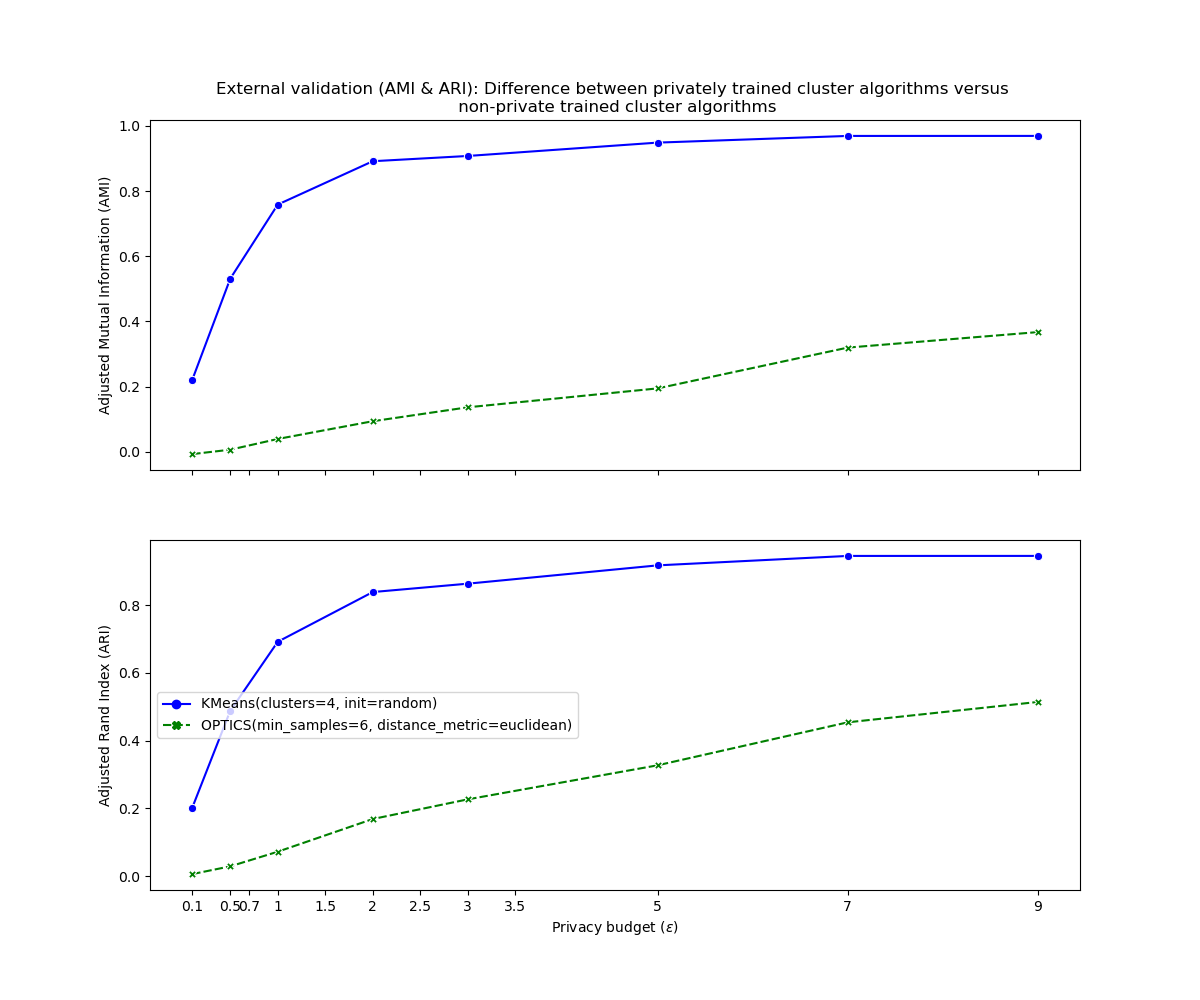 External validation (AMI & ARI): Difference between privately trained cluster algorithms versus
non-private trained cluster algorithms
1.0
0.8
0.6
0.4
0.2
0.0
Adjusted Mutual Information (AMI)
0.8
0.6
0.4
0.2
0.0
Adjusted Rand Index (ARI)
KMeans(clusters=4, init=random)
OPTICS(min_samples=6, distance_metric=euclidean)
0.1 0.5 0.7 1 1.5 2 2.5 3 3.5 5 7 9
Privacy budget (ε)